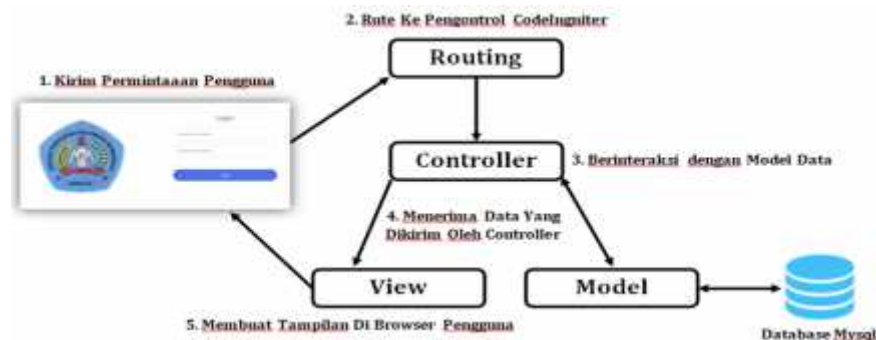 2. Rute Ke Pengontrol CodeIngniter
Routing
1. Kirim Permintaaan Pengguna
Controller
3. Berinteraksi dengan Model Data
4. Menerima Data Yang
Dikirim Oleh Controller
View
Model
5. Membuat Tampilan Di Browser Pengguna
Database Mysql